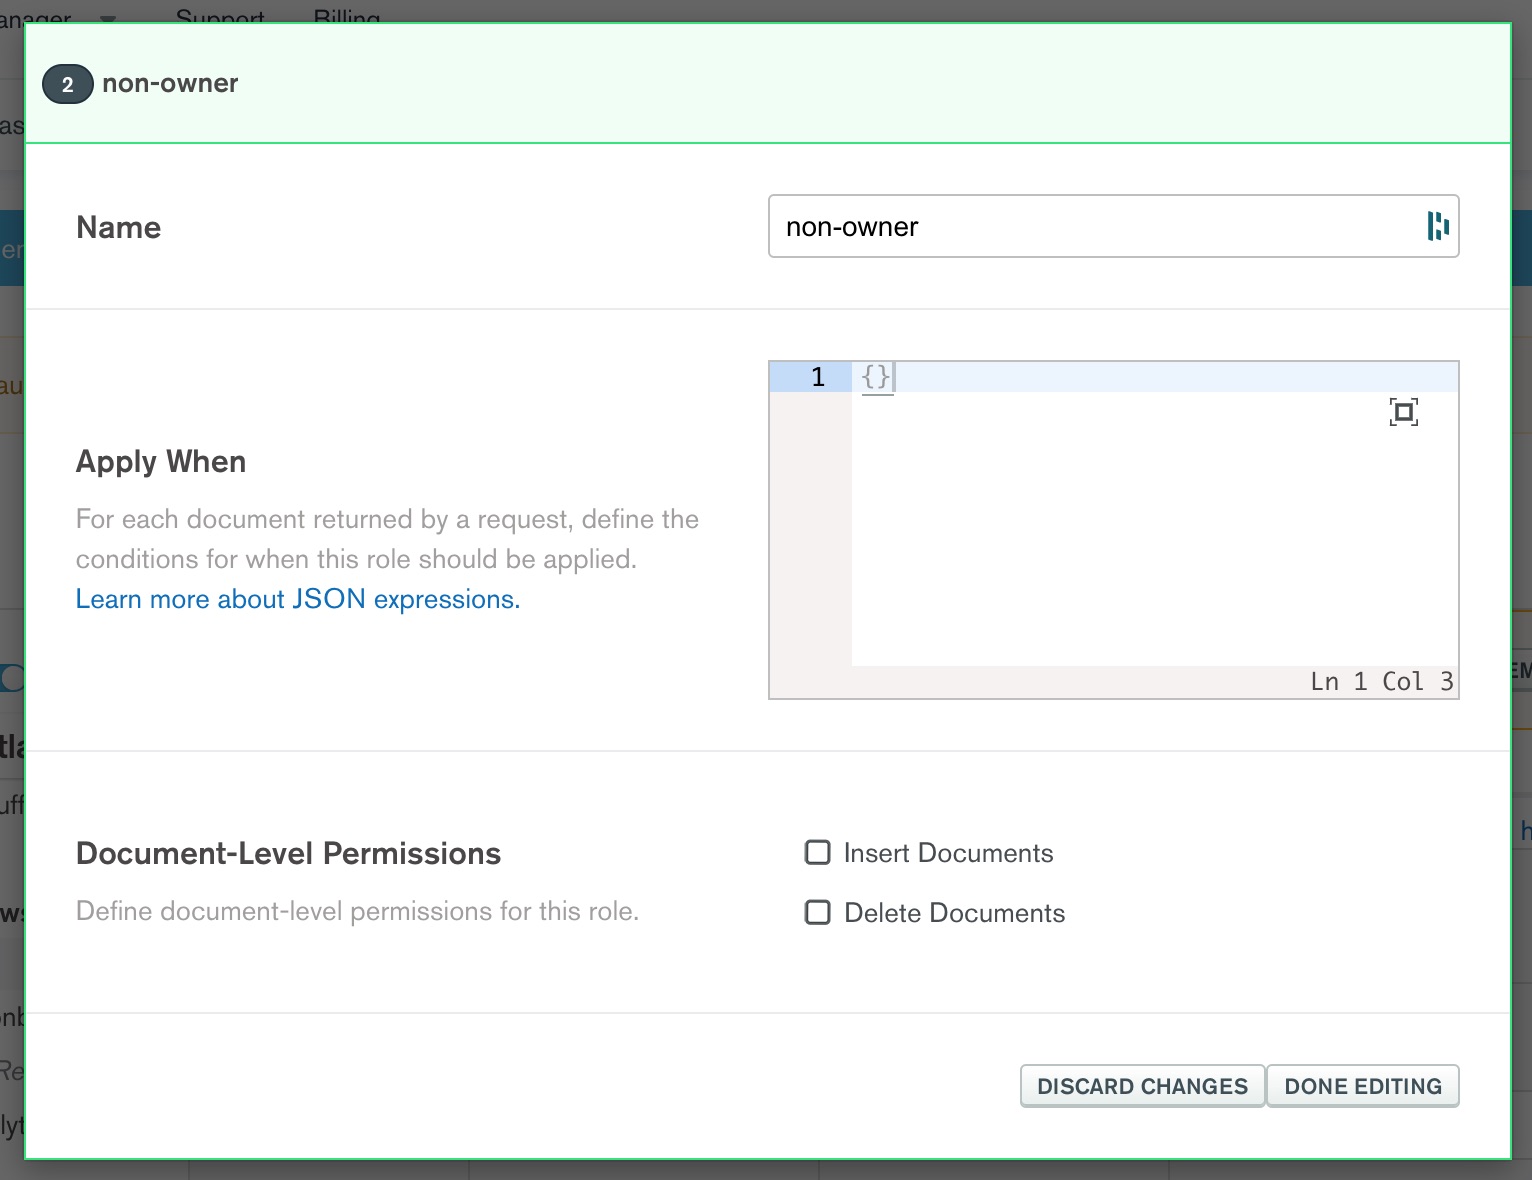 Support
Billing
2 non-owner
Name
non-owner
Apply When
For each document returned by a request, define the
conditions for when this role should be applied.
Learn more about JSON expressions.
1 {}
Ln 1 Col 3
Document-Level Permissions
Define document-level permissions for this role.
Insert Documents
Delete Documents
DISCARD CHANGES
DONE EDITING